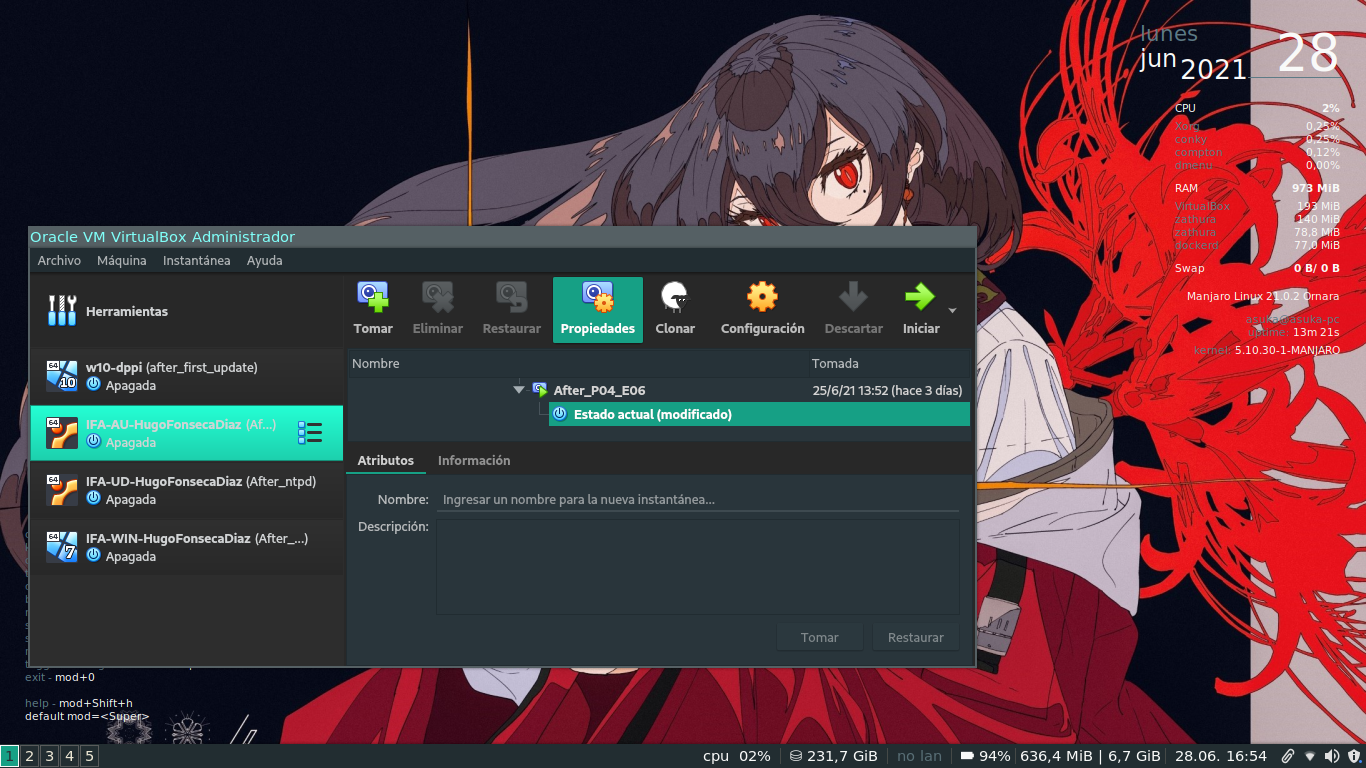 lunes
jun 2021 28
CPU 2%
Xorg 0,25%
conky 0,25%
compton 0,12%
dmenu 0,00%
RAM 973 MiB
VirtualBox 193 MiB
zathura 140 MiB
zathura 78,8 MiB
dockerd 77,0 MiB
Swap 0 B/ 0 B
Manjaro Linux 21.0.2 Ornara
asuka@asuka-pc
uptime: 13m 21s
kernel: 5.10.30-1-MANJARO
Oracle VM VirtualBox Administrador
Archivo Máquina Instantánea Ayuda
Herramientas
64 10 w10-dppi (after_first_update)
Apagada
64 IFA-AU-HugoFonsecaDiaz (Af...)
Apagada
64 IFA-UD-HugoFonsecaDiaz (After_ntpd)
Apagada
64 7 IFA-WIN-HugoFonsecaDiaz (After_...)
Apagada
Tomar Eliminar Restaurar Propiedades Clonar Configuración Descartar Iniciar
Nombre Tomada
After_P04_E06 25/6/21 13:52 (hace 3 días)
Estado actual (modificado)
Atributos Información
Nombre: Ingresar un nombre para la nueva instantánea...
Descripción:
Tomar Restaurar
exit - mod+0
help - mod+Shift+h
default mod=<Super>
1 2 3 4 5 cpu 02% 231,7 GiB no lan 94% 636,4 MiB | 6,7 GiB 28.06. 16:54